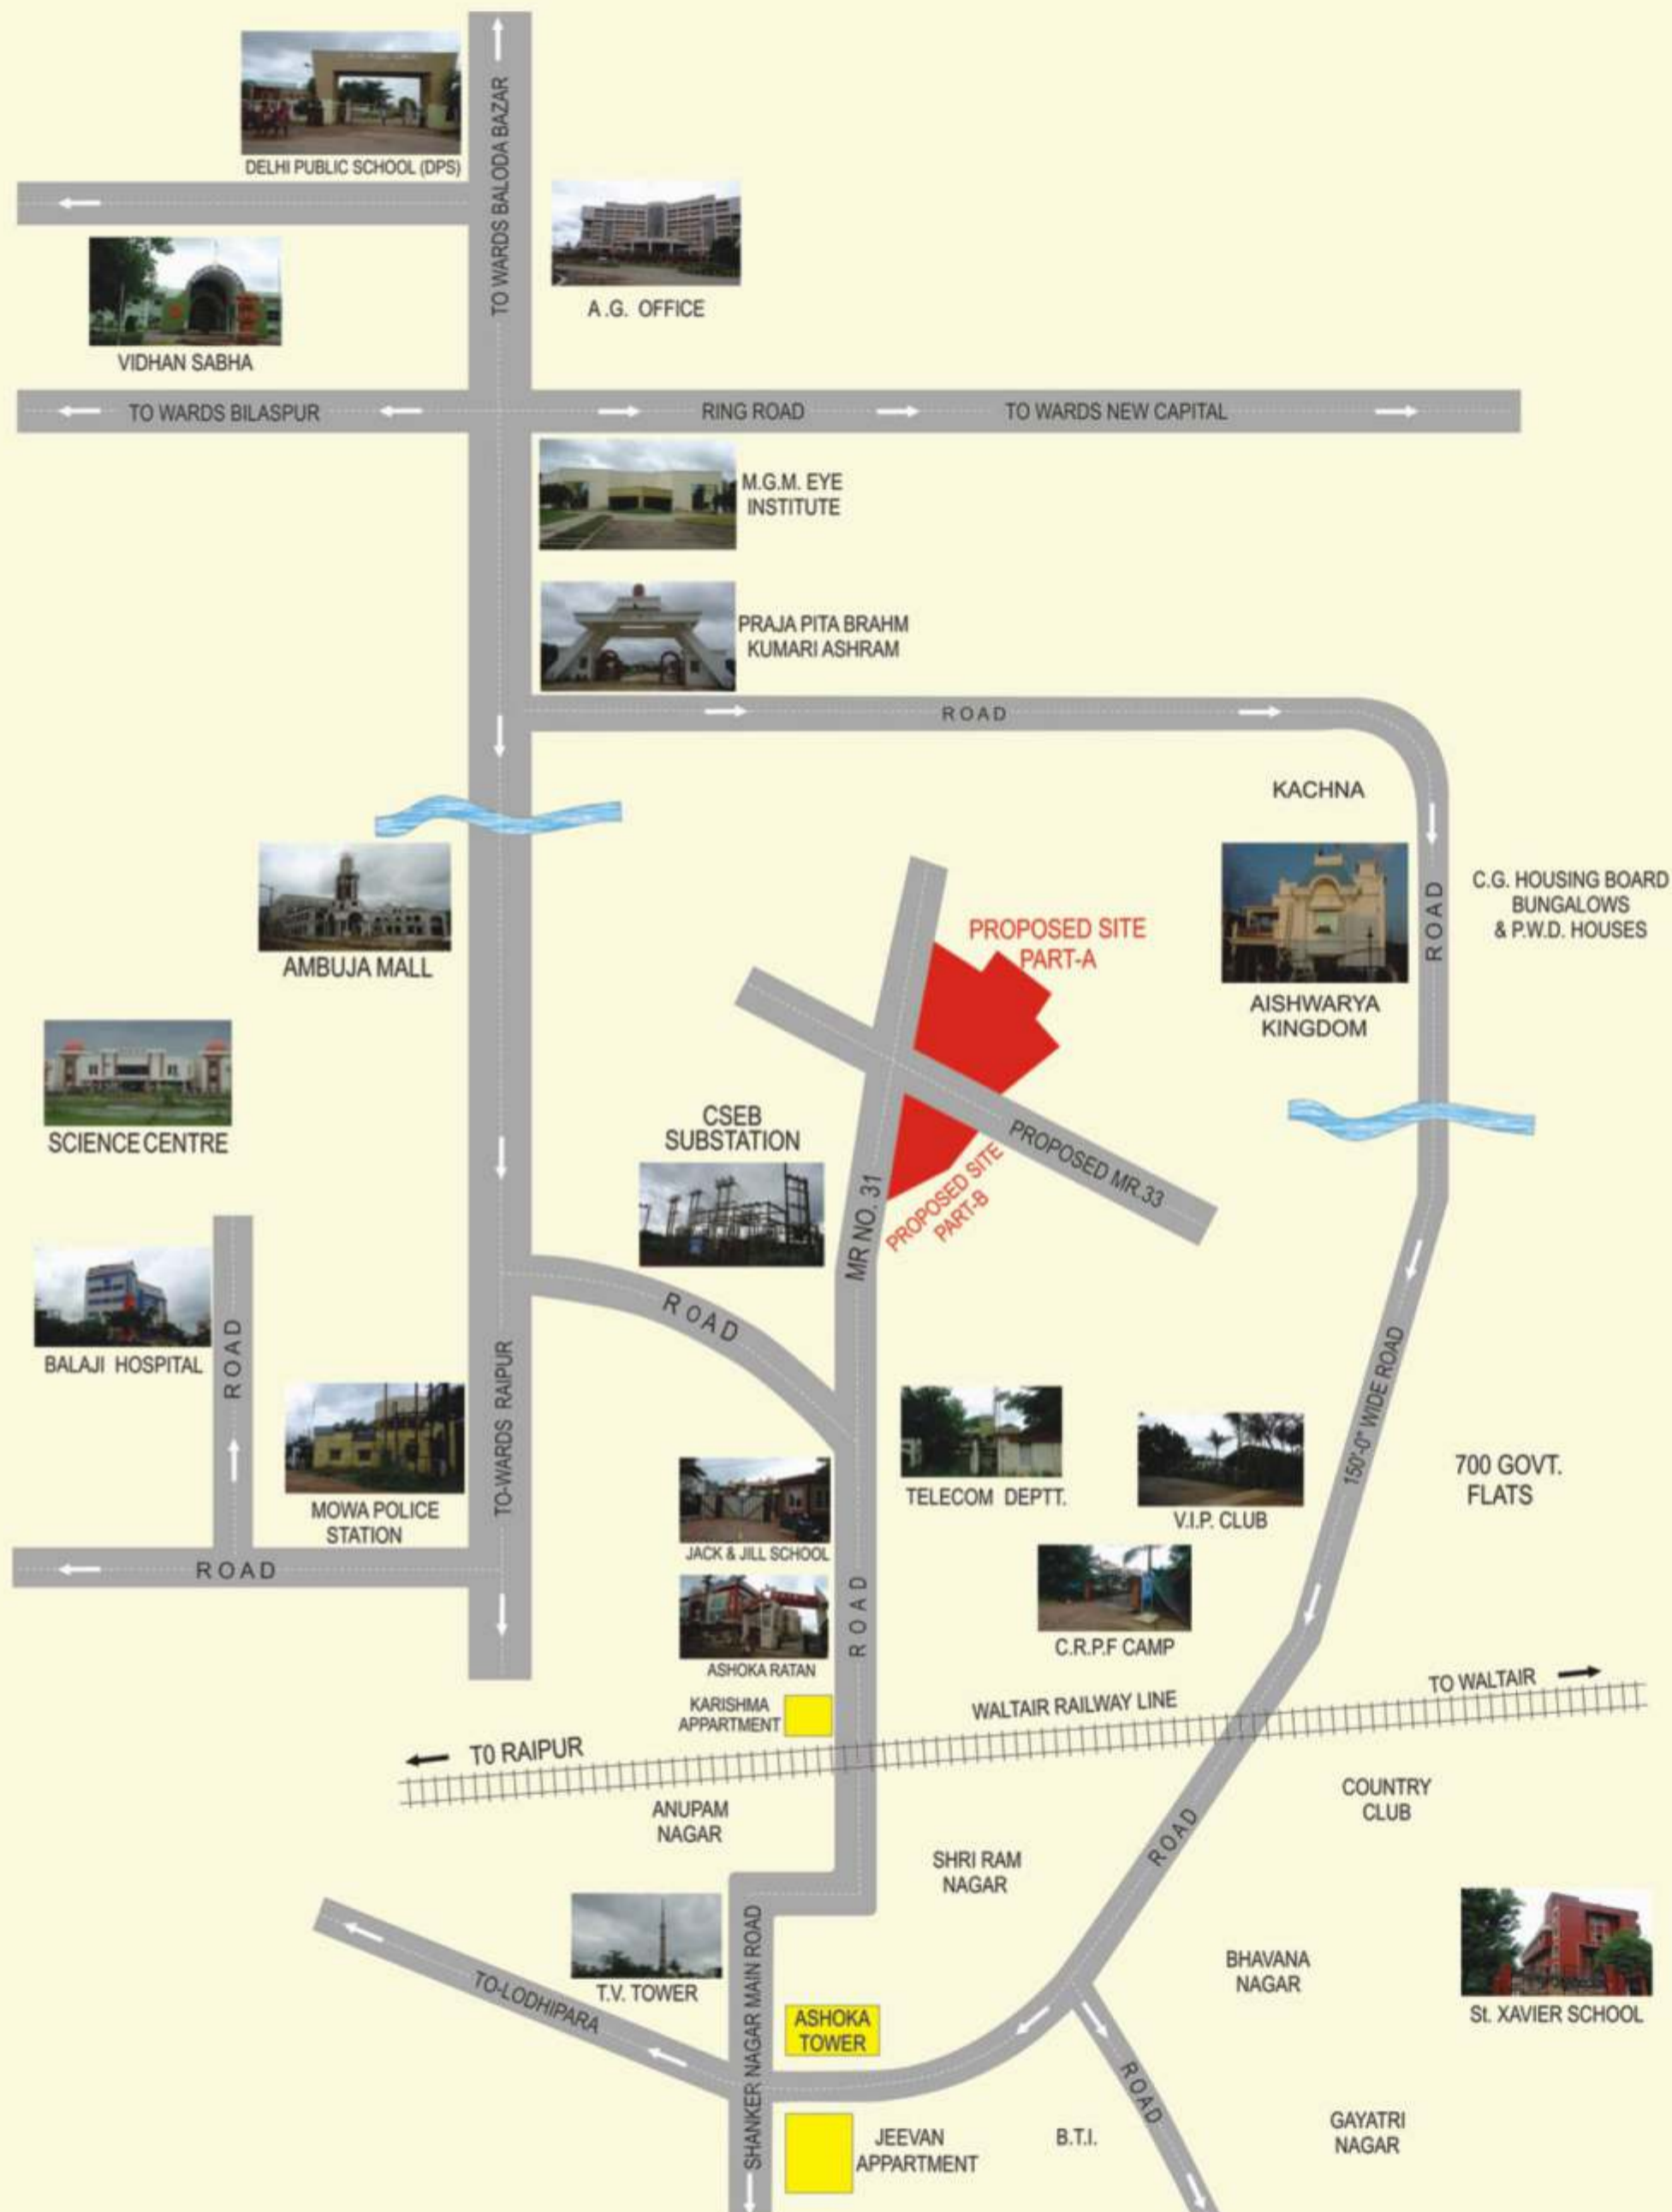 DELHI PUBLIC SCHOOL (DPS)
TO WARDS BALODA BAZAR
A.G. OFFICE
VIDHAN SABHA
TO WARDS BILASPUR
RING ROAD
TO WARDS NEW CAPITAL
M.G.M. EYE
INSTITUTE
PRAJA PITA BRAHM
KUMARI ASHRAM
ROAD
KACHNA
AMBUJA MALL
PROPOSED SITE
PART-A
ROAD
C.G. HOUSING BOARD
BUNGALOWS
& P.W.D. HOUSES
AISHWARYA
KINGDOM
SCIENCE CENTRE
CSEB
SUBSTATION
PROPOSED MR.33
PROPOSED SITE
PART-B
MR NO. 31
ROAD
BALAJI HOSPITAL
ROAD
TO-WARDS RAIPUR
MOWA POLICE
STATION
ROAD
JACK & JILL SCHOOL
TELECOM DEPTT.
V.I.P. CLUB
150'-0" WIDE ROAD
700 GOVT.
FLATS
ASHOKA RATAN
ROAD
C.R.P.F CAMP
KARISHMA
APPARTMENT
WALTAIR RAILWAY LINE
TO WALTAIR
T0 RAIPUR
ANUPAM
NAGAR
COUNTRY
CLUB
ROAD
SHRI RAM
NAGAR
TO-LODHIPARA
T.V. TOWER
SHANKER NAGAR MAIN ROAD
ASHOKA
TOWER
BHAVANA
NAGAR
St. XAVIER SCHOOL
ROAD
JEEVAN
APPARTMENT
B.T.I.
GAYATRI
NAGAR